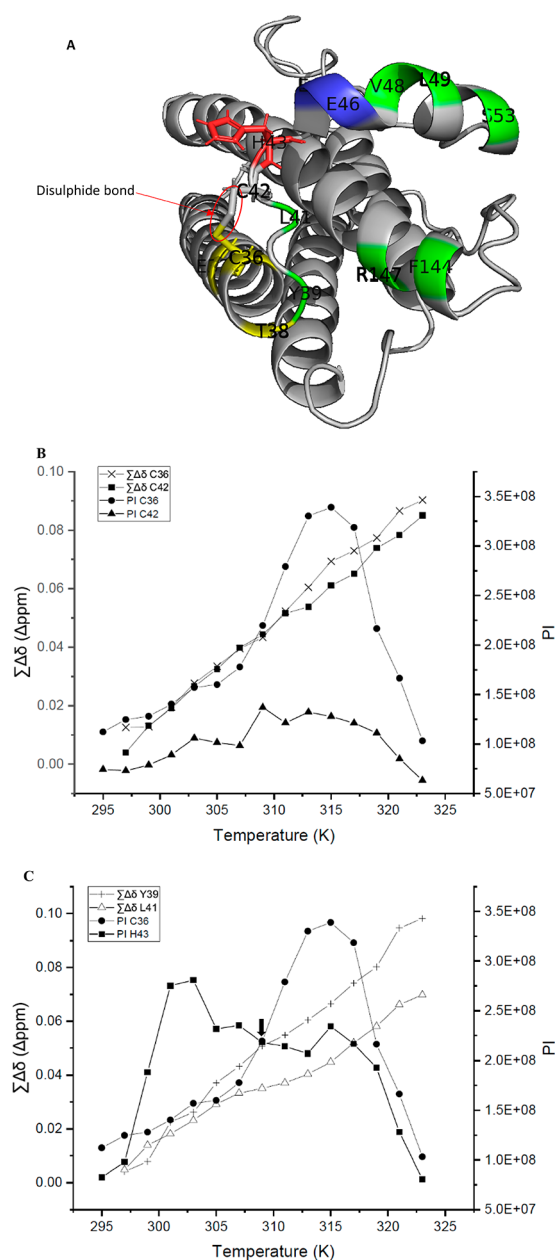 A
E46
V48
L49
S53
H43
Disulphide bond
C42
L41
C36
R147
F144
Y39
T38
B
∑Δδ C36
∑Δδ C42
PI C36
PI C42
0.10
0.08
0.06
0.04
0.02
0.00
∑Δδ (Δppm)
3.5E+08
3.0E+08
2.5E+08
2.0E+08
1.5E+08
1.0E+08
5.0E+07
PI
295 300 305 310 315 320 325
Temperature (K)
C
∑Δδ Y39
∑Δδ L41
PI C36
PI H43
0.10
0.08
0.06
0.04
0.02
0.00
∑Δδ (Δppm)
3.5E+08
3.0E+08
2.5E+08
2.0E+08
1.5E+08
1.0E+08
5.0E+07
PI
295 300 305 310 315 320 325
Temperature (K)